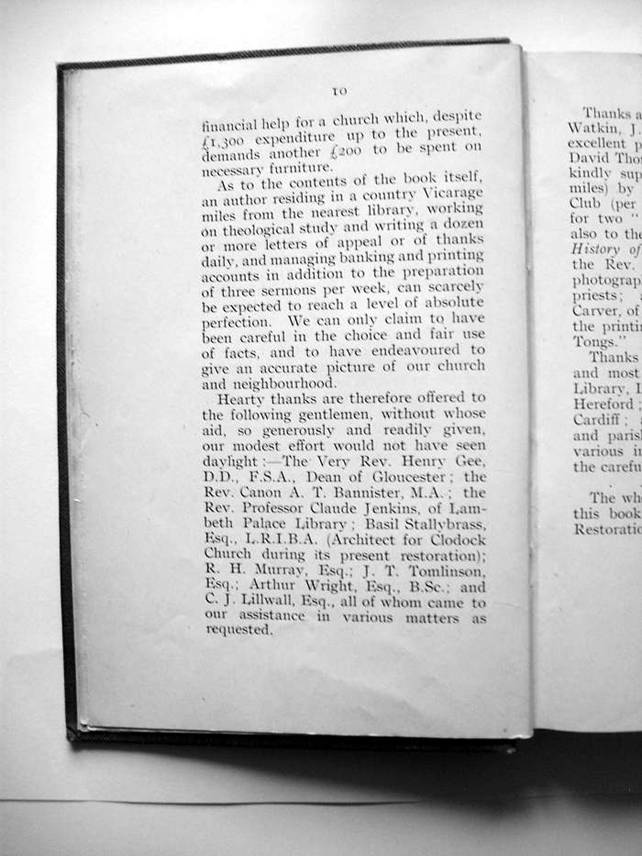 10
financial help for a church which, despite
£1,300 expenditure up to the present,
demands another £200 to be spent on
necessary furniture.
As to the contents of the book itself,
an author residing in a country Vicarage
miles from the nearest library, working
on theological study and writing a dozen
or more letters of appeal or of thanks
daily, and managing banking and printing
accounts in addition to the preparation
of three sermons per week, can scarcely
be expected to reach a level of absolute
perfection. We can only claim to have
been careful in the choice and fair use
of facts, and to have endeavoured to
give an accurate picture of our church
and neighbourhood.
Hearty thanks are therefore offered to
the following gentlemen, without whose
aid, so generously and readily given,
our modest effort would not have seen
daylight :—The Very Rev. Henry Gee,
D.D., F.S.A., Dean of Gloucester ; the
Rev. Canon A. T. Bannister, M.A. ; the
Rev. Professor Claude Jenkins, of Lam-
beth Palace Library ; Basil Stallybrass,
Esq., L.R.I.B.A. (Architect for Clodock
Church during its present restoration);
R. H. Murray, Esq.; J. T. Tomlinson,
Esq.; Arthur Wright, Esq., B.Sc.; and
C. J. Lillwall, Esq., all of whom came to
our assistance in various matters as
requested.
Thanks a
Watkin, J.
excellent p
David Tho
kindly sup
miles) by
Club (per
for two "
also to the
History of
the Rev.
photograp
priests ;
Carver, of
the printi
Tongs."
Thanks
and most
Library, L
Hereford ;
Cardiff ;
and paris
various i
the carefu
The wh
this book
Restoratio